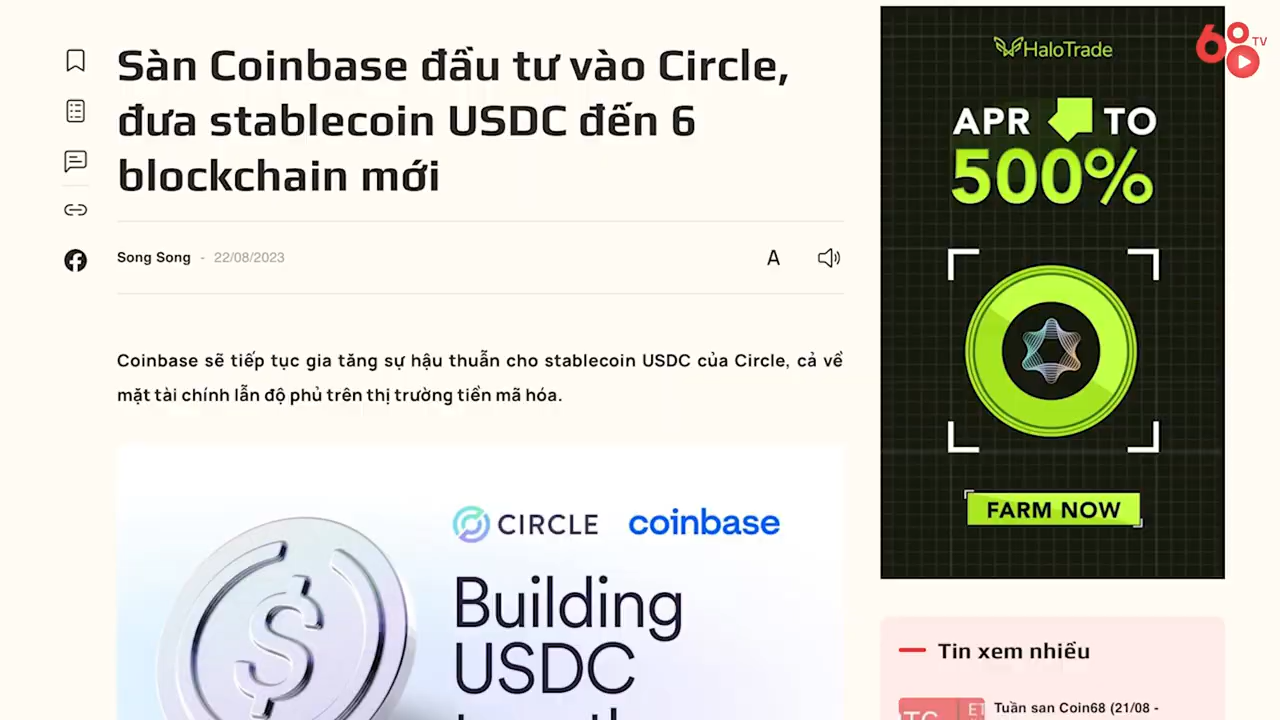 Sàn Coinbase đầu tư vào Circle,
đưa stablecoin USDC đến 6
blockchain mới
Song Song - 22/08/2023
A
Coinbase sẽ tiếp tục gia tăng sự hậu thuẫn cho stablecoin USDC của Circle, cả về
mặt tài chính lẫn độ phủ trên thị trường tiền mã hóa.
CIRCLE coinbase
Building
USDC
HaloTrade
APR TO
500%
FARM NOW
68 TV
Tin xem nhiều
Tuần san Coin68 (21/08 -